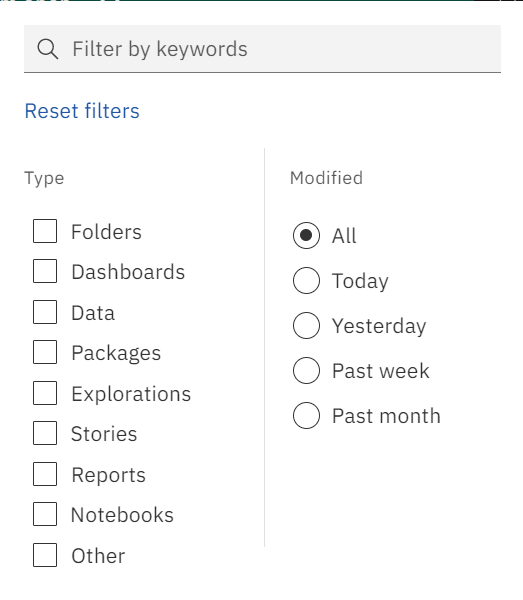 Filter by keywords
Reset filters
Type
Folders
Dashboards
Data
Packages
Explorations
Stories
Reports
Notebooks
Other
Modified
All
Today
Yesterday
Past week
Past month